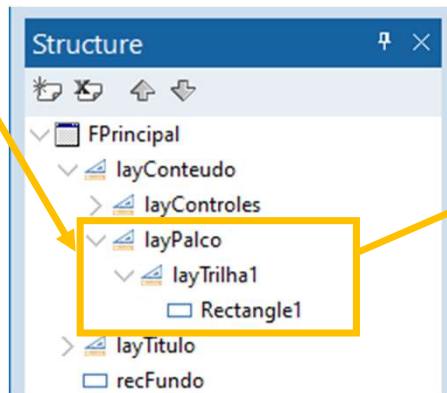 Structure
FPrincipal
layConteudo
layControles
layPalco
layTrilha1
Rectangle1
layTitulo
recFundo